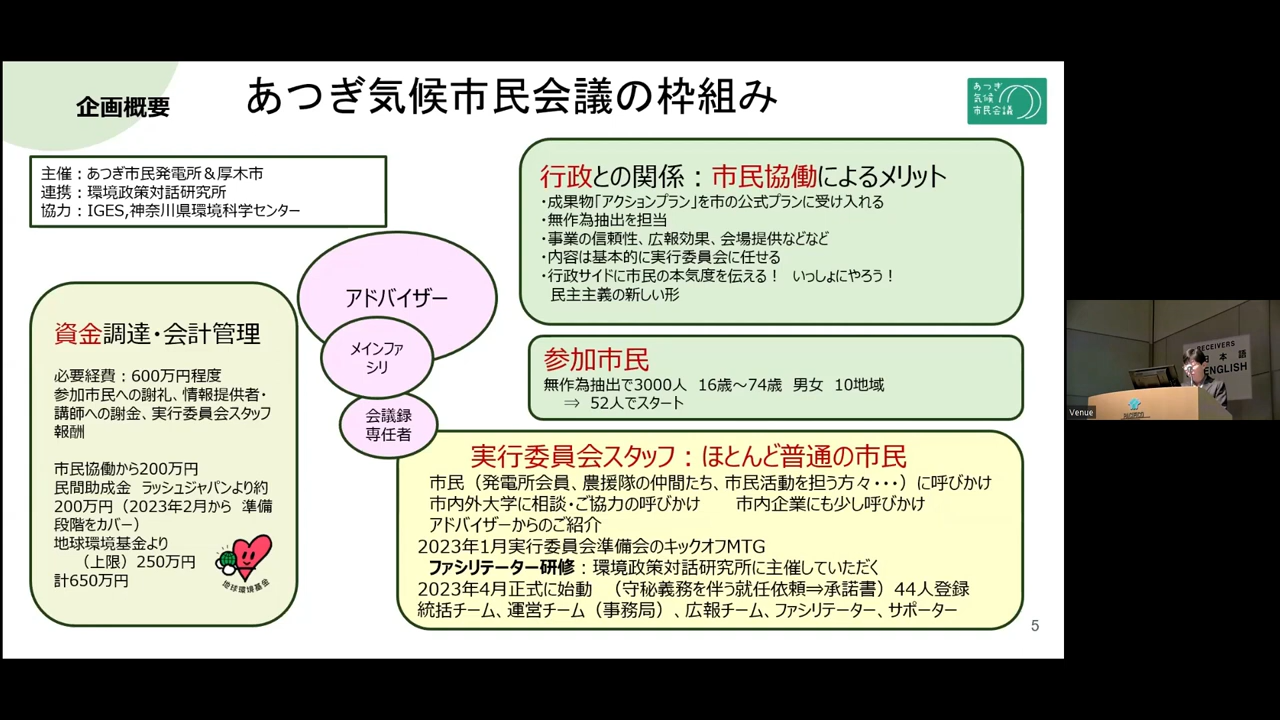 企画概要
あつぎ気候市民会議の枠組み
あつぎ
気候
市民会議
主催：あつぎ市民発電所＆厚木市
連携：環境政策対話研究所
協力：IGES,神奈川県環境科学センター
行政との関係：市民協働によるメリット
・成果物「アクションプラン」を市の公式プランに受け入れる
・無作為抽出を担当
・事業の信頼性、広報効果、会場提供などなど
・内容は基本的に実行委員会に任せる
・行政サイドに市民の本気度を伝える！　いっしょにやろう！
民主主義の新しい形
アドバイザー
メインファ
シリ
会議録
専任者
資金調達・会計管理
必要経費：600万円程度
参加市民への謝礼、情報提供者・
講師への謝金、実行委員会スタッフ
報酬
市民協働から200万円
民間助成金　ラッシュジャパンより約
200万円（2023年2月から　準備
段階をカバー）
地球環境基金より
（上限）250万円
計650万円
地球環境基金
参加市民
無作為抽出で3000人　16歳～74歳　男女　10地域
⇒　52人でスタート
実行委員会スタッフ：ほとんど普通の市民
市民（発電所会員、農援隊の仲間たち、市民活動を担う方々・・・）に呼びかけ
市内外大学に相談・ご協力の呼びかけ　　市内企業にも少し呼びかけ
アドバイザーからのご紹介
2023年1月実行委員会準備会のキックオフMTG
ファシリテーター研修：環境政策対話研究所に主催していただく
2023年4月正式に始動　（守秘義務を伴う就任依頼⇒承諾書）44人登録
統括チーム、運営チーム（事務局）、広報チーム、ファシリテーター、サポーター
5
RECEIVERS
日本語
ENGLISH
PACIFICO
Venue